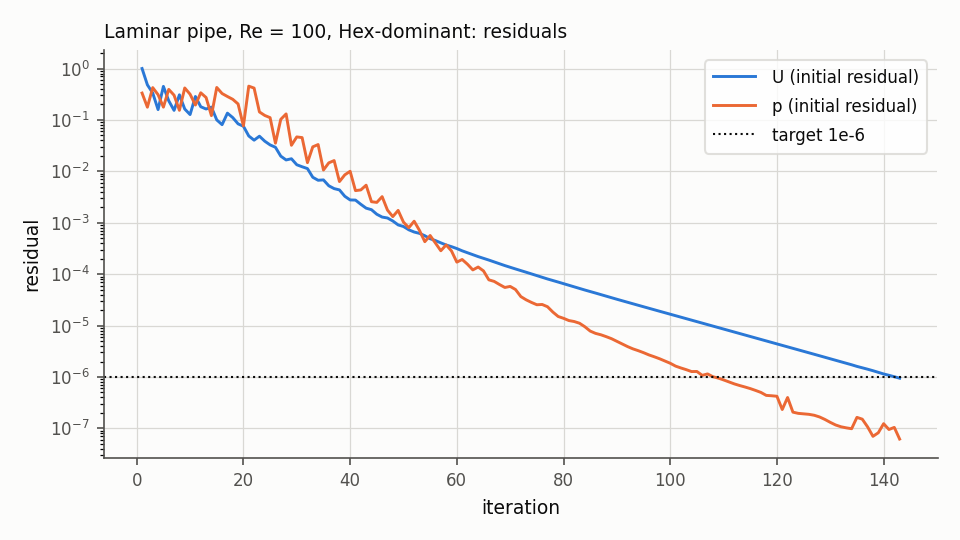 Laminar pipe, Re = 100, Hex-dominant: residuals
U (initial residual)
p (initial residual)
target 1e-6
residual
10^0
10^-1
10^-2
10^-3
10^-4
10^-5
10^-6
10^-7
0 20 40 60 80 100 120 140
iteration